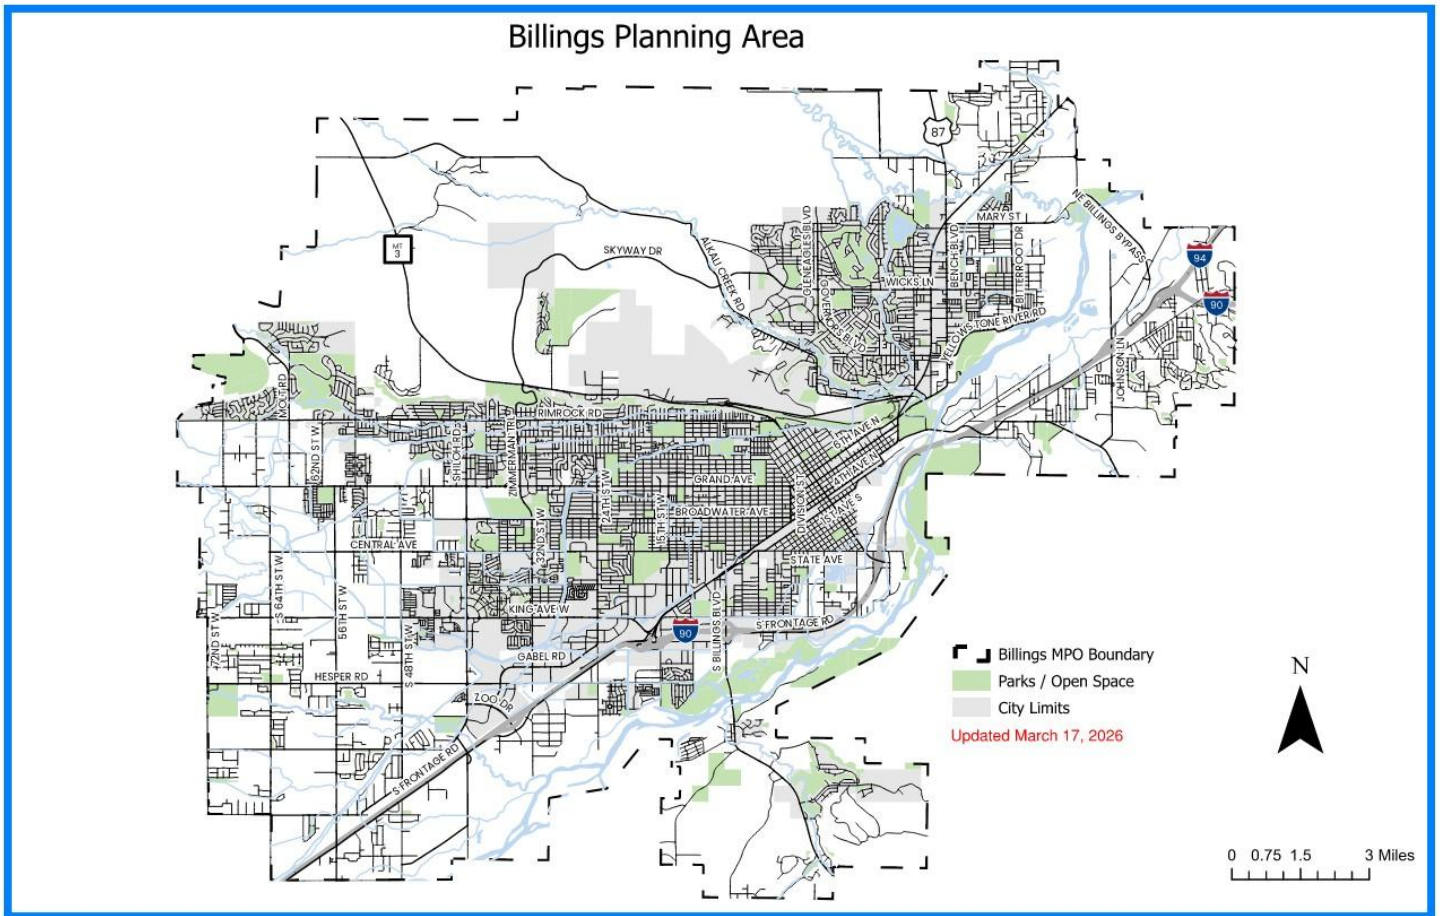 Billings Planning Area
87
MARY ST
NE BILLINGS BYPASS
MT
3
SKYWAY DR
ALKALI CREEK RD
GLENEAGLES BLVD
BENCH BLVD
BITTERROOT DR
94
90
WICKS LN
GOVERNORS BLVD
YELLOWSTONE RIVER RD
JOHNSON LN
MOLT RD
RIMROCK RD
62ND ST W
SHILOH RD
ZIMMERMAN TRL
6TH AVE N
4TH AVE N
1ST AVE S
GRAND AVE
24TH ST W
15TH ST W
BROADWATER AVE
DIVISION ST
32ND ST W
CENTRAL AVE
STATE AVE
S 64TH ST W
56TH ST W
72ND ST W
S 48TH ST W
KING AVE W
90
S FRONTAGE RD
S BILLINGS BLVD
GABEL RD
HESPER RD
ZOO DR
S FRONTAGE RD
Billings MPO Boundary
Parks / Open Space
City Limits
Updated March 17, 2026
N
0 0.75 1.5 3 Miles